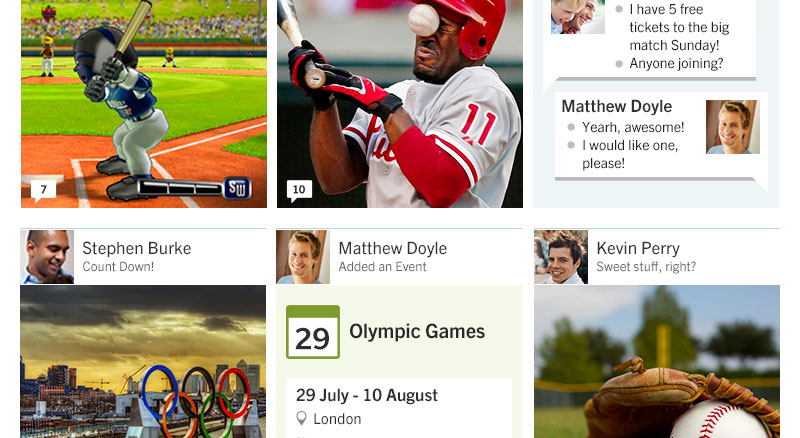 I have 5 free
tickets to the big
match Sunday!
Anyone joining?
Matthew Doyle
Yearh, awesome!
I would like one,
please!
7
SW
10
11
Stephen Burke
Count Down!
Matthew Doyle
Added an Event
Kevin Perry
Sweet stuff, right?
29
Olympic Games
29 July - 10 August
London